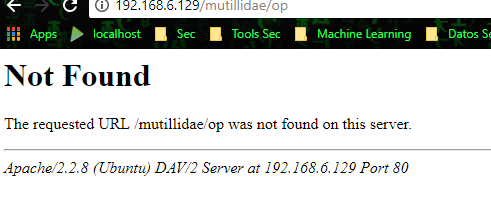 192.168.6.129/mutillidae/op
Apps localhost Sec Tools Sec Machine Learning Datos Se
Not Found
The requested URL /mutillidae/op was not found on this server.
Apache/2.2.8 (Ubuntu) DAV/2 Server at 192.168.6.129 Port 80